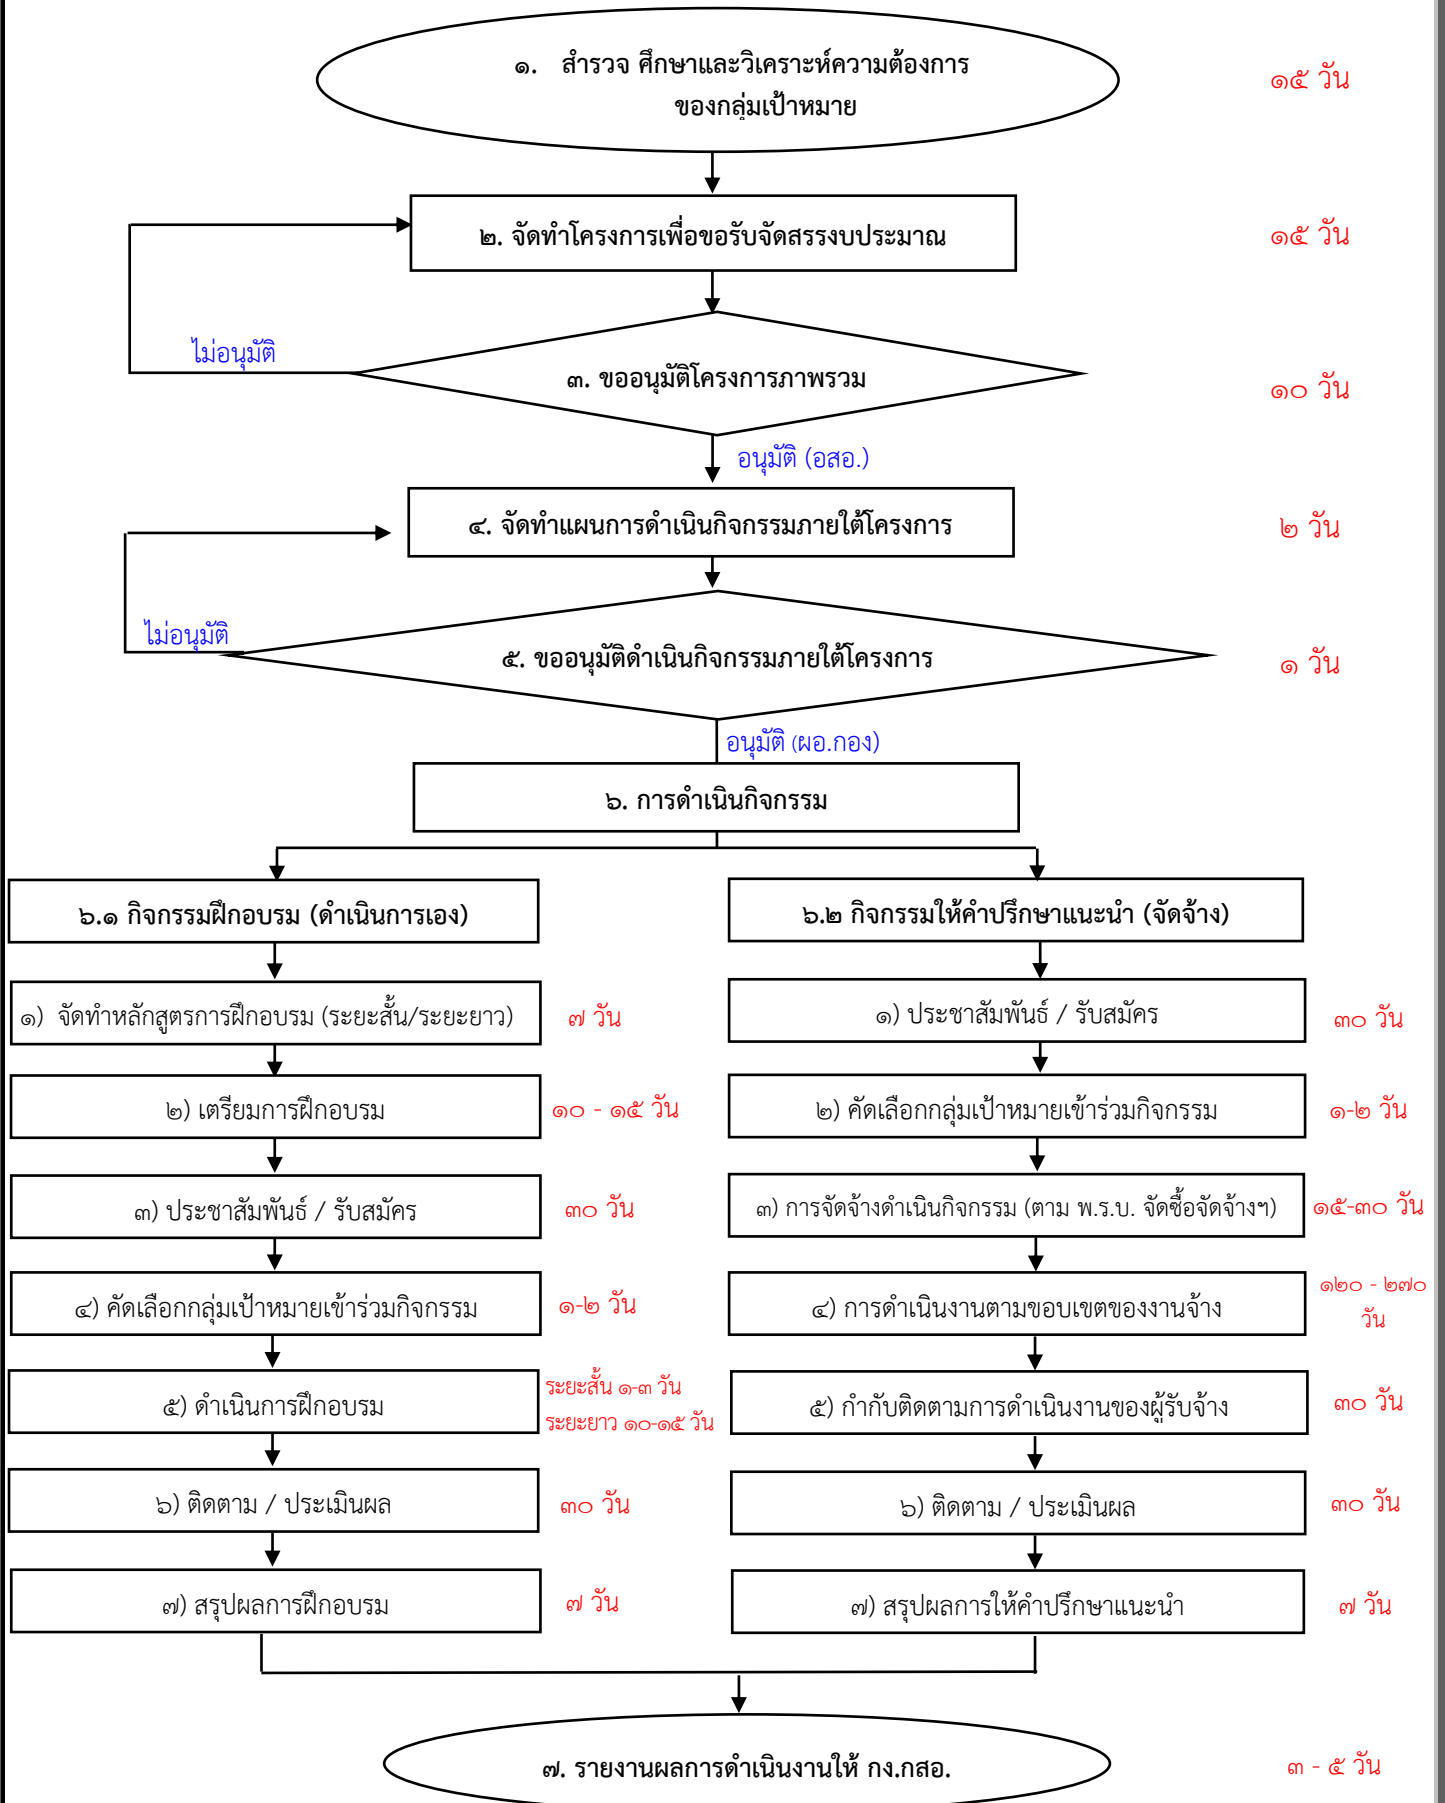 ๑. สำรวจ ศึกษาและวิเคราะห์ความต้องการ
ของกลุ่มเป้าหมาย
๑๕ วัน
๒. จัดทำโครงการเพื่อขอรับจัดสรรงบประมาณ
๑๕ วัน
ไม่อนุมัติ
๓. ขออนุมัติโครงการภาพรวม
๑๐ วัน
อนุมัติ (อสอ.)
๔. จัดทำแผนการดำเนินกิจกรรมภายใต้โครงการ
๒ วัน
ไม่อนุมัติ
๕. ขออนุมัติดำเนินกิจกรรมภายใต้โครงการ
๑ วัน
อนุมัติ (ผอ.กอง)
๖. การดำเนินกิจกรรม
๖.๑ กิจกรรมฝึกอบรม (ดำเนินการเอง)
๑) จัดทำหลักสูตรการฝึกอบรม (ระยะสั้น/ระยะยาว)
๗ วัน
๒) เตรียมการฝึกอบรม
๑๐ - ๑๕ วัน
๓) ประชาสัมพันธ์ / รับสมัคร
๓๐ วัน
๔) คัดเลือกกลุ่มเป้าหมายเข้าร่วมกิจกรรม
๑-๒ วัน
๕) ดำเนินการฝึกอบรม
ระยะสั้น ๑-๓ วัน
ระยะยาว ๑๐-๑๕ วัน
๖) ติดตาม / ประเมินผล
๓๐ วัน
๗) สรุปผลการฝึกอบรม
๗ วัน
๖.๒ กิจกรรมให้คำปรึกษาแนะนำ (จัดจ้าง)
๑) ประชาสัมพันธ์ / รับสมัคร
๓๐ วัน
๒) คัดเลือกกลุ่มเป้าหมายเข้าร่วมกิจกรรม
๑-๒ วัน
๓) การจัดจ้างดำเนินกิจกรรม (ตาม พ.ร.บ. จัดซื้อจัดจ้างฯ)
๑๕-๓๐ วัน
๔) การดำเนินงานตามขอบเขตของงานจ้าง
๑๒๐ - ๒๗๐
วัน
๕) กำกับติดตามการดำเนินงานของผู้รับจ้าง
๓๐ วัน
๖) ติดตาม / ประเมินผล
๓๐ วัน
๗) สรุปผลการให้คำปรึกษาแนะนำ
๗ วัน
๗. รายงานผลการดำเนินงานให้ กง.กสอ.
๓ - ๕ วัน